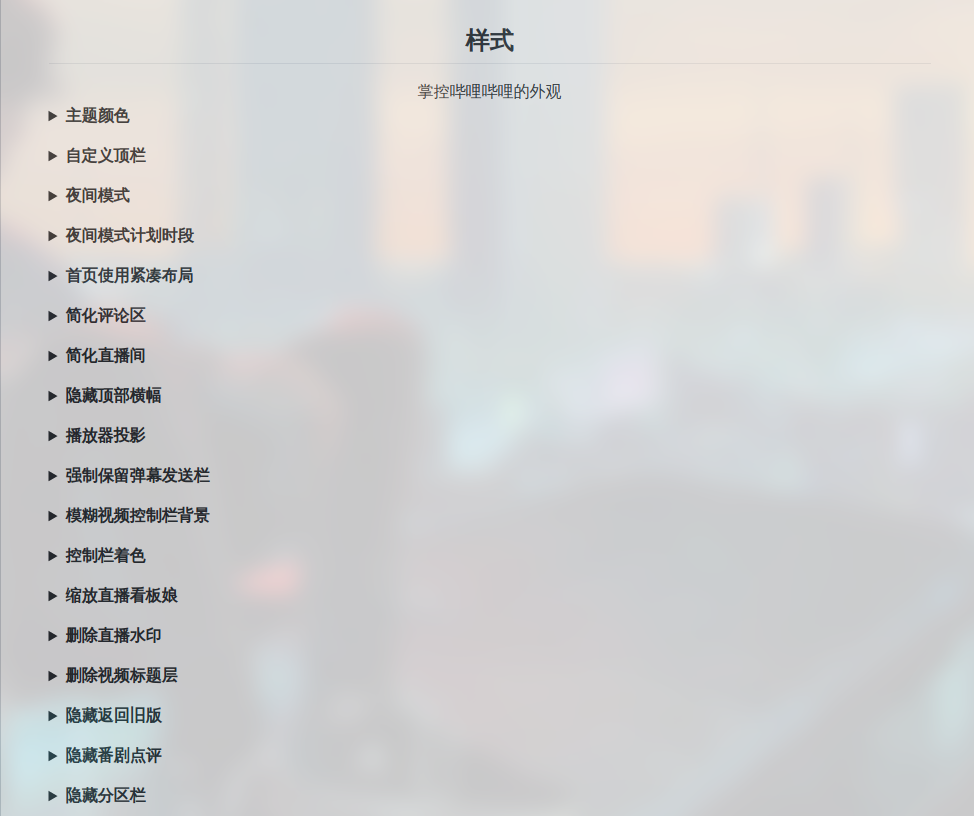 样式
掌控哔哩哔哩的外观
▶ 主题颜色
▶ 自定义顶栏
▶ 夜间模式
▶ 夜间模式计划时段
▶ 首页使用紧凑布局
▶ 简化评论区
▶ 简化直播间
▶ 隐藏顶部横幅
▶ 播放器投影
▶ 强制保留弹幕发送栏
▶ 模糊视频控制栏背景
▶ 控制栏着色
▶ 缩放直播看板娘
▶ 删除直播水印
▶ 删除视频标题层
▶ 隐藏返回旧版
▶ 隐藏番剧点评
▶ 隐藏分区栏